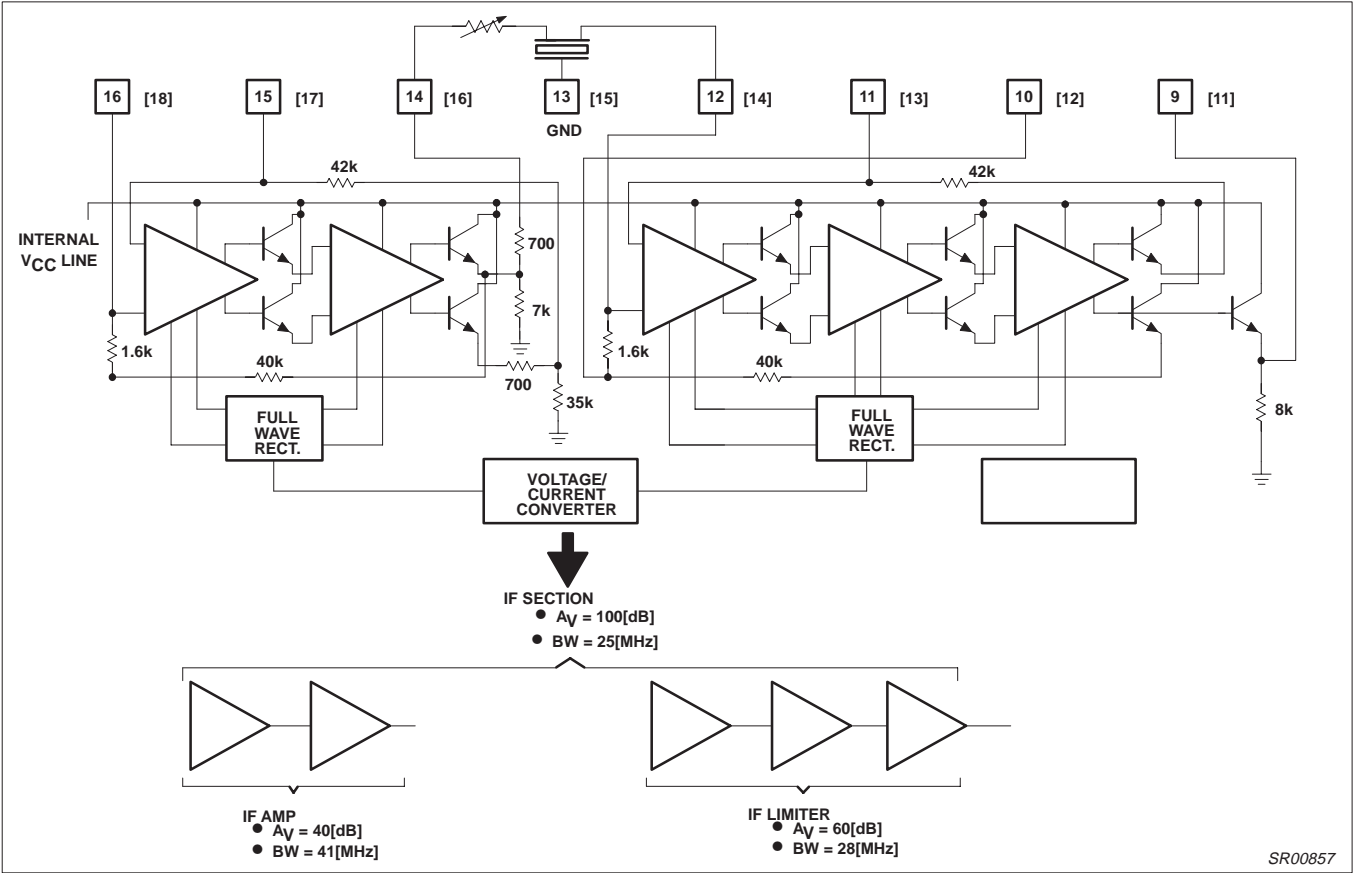 16 [18] 15 [17] 14 [16] 13 [15] 12 [14] 11 [13] 10 [12] 9 [11]
GND
42k 42k
INTERNAL
VCC LINE
700
7k
1.6k
40k
700
35k
1.6k
40k
8k
FULL
WAVE
RECT.
FULL
WAVE
RECT.
VOLTAGE/
CURRENT
CONVERTER
IF SECTION
● AV = 100[dB]
● BW = 25[MHz]
IF AMP
● AV = 40[dB]
● BW = 41[MHz]
IF LIMITER
● AV = 60[dB]
● BW = 28[MHz]
SR00857